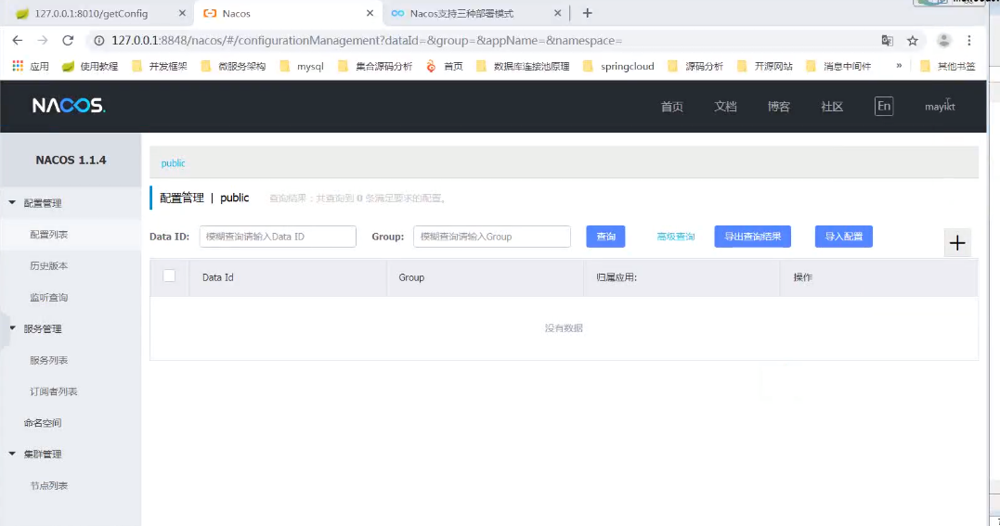 127.0.0.1:8010/getConfig
Nacos
Nacos支持三种部署模式
127.0.0.1:8848/nacos/#/configurationManagement?dataId=&group=&appName=&namespace=
应用 使用教程 开发框架 微服务架构 mysql 集合源码分析 首页 数据库连接池原理 springcloud 源码分析 开源网站 消息中间件 » 其他书签
NACOS. 首页 文档 博客 社区 En mayikt
NACOS 1.1.4
配置管理
配置列表
历史版本
监听查询
服务管理
服务列表
订阅者列表
命名空间
集群管理
节点列表
public
配置管理 | public 查询结果：共查询到 0 条满足要求的配置。
Data ID: 模糊查询请输入Data ID Group: 模糊查询请输入Group 查询 高级查询 导出查询结果 导入配置
Data Id Group 归属应用: 操作
没有数据